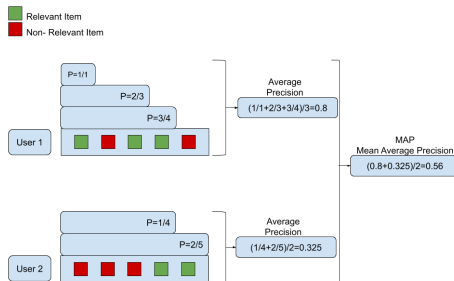 Relevant Item
Non- Relevant Item
P=1/1
P=2/3
P=3/4
User 1
Average
Precision
(1/1+2/3+3/4)/3=0.8
MAP
Mean Average Precision
(0.8+0.325)/2=0.56
P=1/4
P=2/5
User 2
Average
Precision
(1/4+2/5)/2=0.325